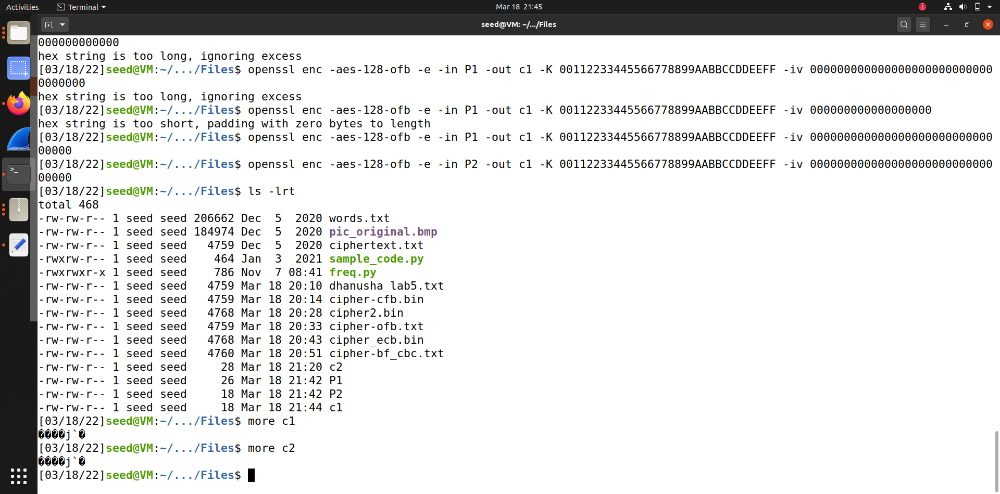 Activities Terminal Mar 18 21:45
seed@VM: ~/.../Files
000000000000
hex string is too long, ignoring excess
[03/18/22]seed@VM:~/.../Files$ openssl enc -aes-128-ofb -e -in P1 -out c1 -K 00112233445566778899AABBCCDDEEFF -iv 000000000000000000000000000
0000000
hex string is too long, ignoring excess
[03/18/22]seed@VM:~/.../Files$ openssl enc -aes-128-ofb -e -in P1 -out c1 -K 00112233445566778899AABBCCDDEEFF -iv 000000000000000000
hex string is too short, padding with zero bytes to length
[03/18/22]seed@VM:~/.../Files$ openssl enc -aes-128-ofb -e -in P1 -out c1 -K 00112233445566778899AABBCCDDEEFF -iv 000000000000000000000000000
00000
[03/18/22]seed@VM:~/.../Files$ openssl enc -aes-128-ofb -e -in P2 -out c1 -K 00112233445566778899AABBCCDDEEFF -iv 000000000000000000000000000
00000
[03/18/22]seed@VM:~/.../Files$ ls -lrt
total 468
-rw-rw-r-- 1 seed seed 206662 Dec  5  2020 words.txt
-rw-rw-r-- 1 seed seed 184974 Dec  5  2020 pic_original.bmp
-rw-rw-r-- 1 seed seed   4759 Dec  5  2020 ciphertext.txt
-rwxrw-r-- 1 seed seed    464 Jan  3  2021 sample_code.py
-rwxrwxr-x 1 seed seed    786 Nov  7 08:41 freq.py
-rw-rw-r-- 1 seed seed   4759 Mar 18 20:10 dhanusha_lab5.txt
-rw-rw-r-- 1 seed seed   4759 Mar 18 20:14 cipher-cfb.bin
-rw-rw-r-- 1 seed seed   4768 Mar 18 20:28 cipher2.bin
-rw-rw-r-- 1 seed seed   4759 Mar 18 20:33 cipher-ofb.txt
-rw-rw-r-- 1 seed seed   4768 Mar 18 20:43 cipher_ecb.bin
-rw-rw-r-- 1 seed seed   4760 Mar 18 20:51 cipher-bf_cbc.txt
-rw-rw-r-- 1 seed seed     28 Mar 18 21:20 c2
-rw-rw-r-- 1 seed seed     26 Mar 18 21:42 P1
-rw-rw-r-- 1 seed seed     18 Mar 18 21:42 P2
-rw-rw-r-- 1 seed seed     18 Mar 18 21:44 c1
[03/18/22]seed@VM:~/.../Files$ more c1
����j`�
[03/18/22]seed@VM:~/.../Files$ more c2
����j`�
[03/18/22]seed@VM:~/.../Files$